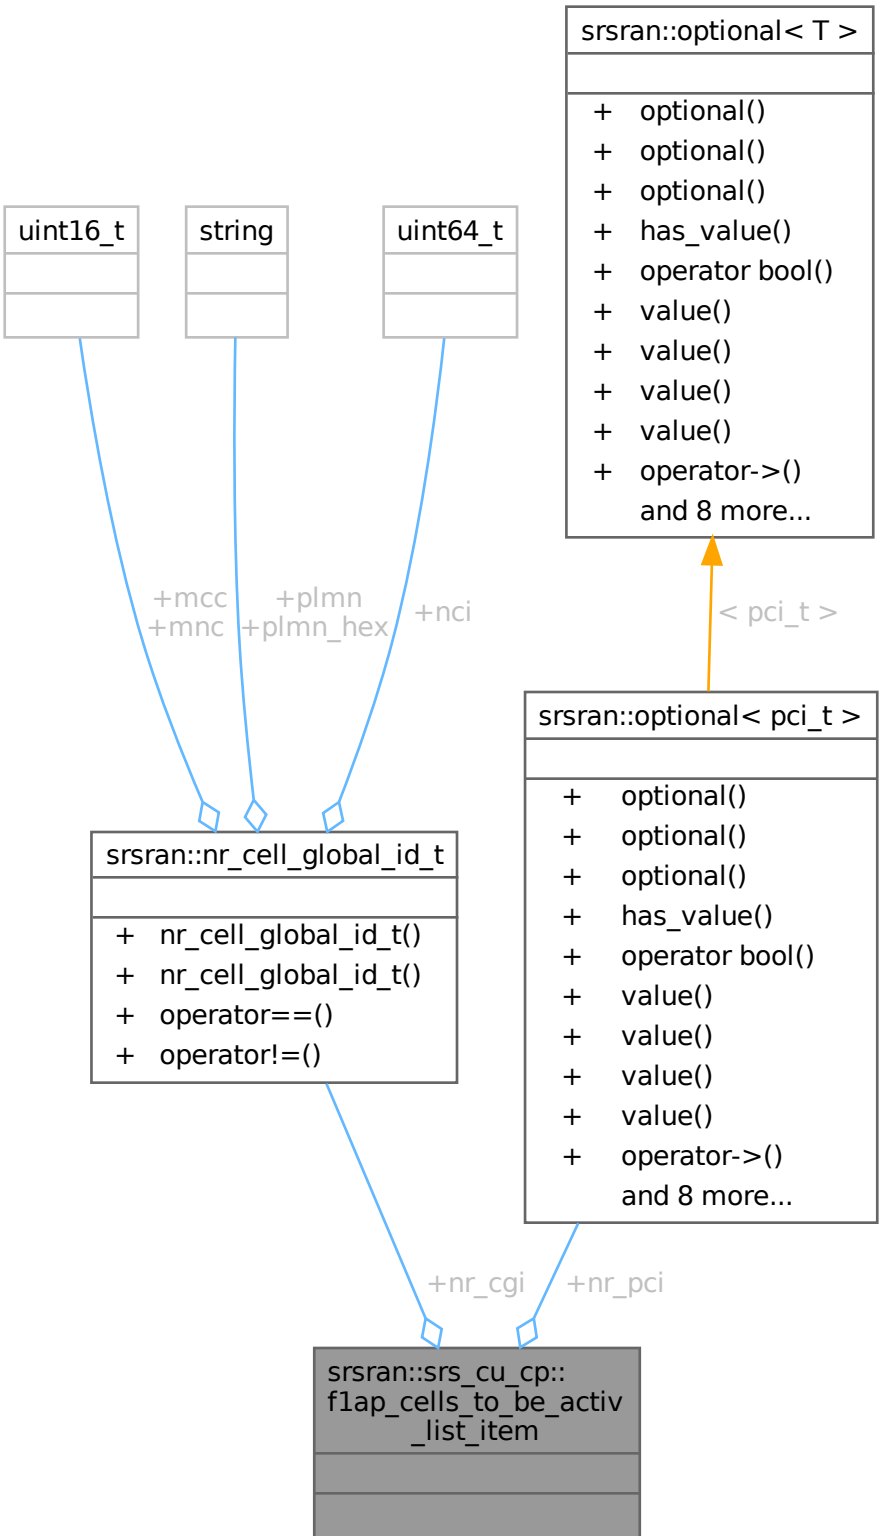 srsran::optional< T >
+ optional()
+ optional()
+ optional()
+ has_value()
+ operator bool()
+ value()
+ value()
+ value()
+ value()
+ operator->()
and 8 more...
uint16_t
string
uint64_t
+mcc
+mnc
+plmn
+plmn_hex
+nci
< pci_t >
srsran::optional< pci_t >
+ optional()
+ optional()
+ optional()
+ has_value()
+ operator bool()
+ value()
+ value()
+ value()
+ value()
+ operator->()
and 8 more...
srsran::nr_cell_global_id_t
+ nr_cell_global_id_t()
+ nr_cell_global_id_t()
+ operator==()
+ operator!=()
+nr_cgi
+nr_pci
srsran::srs_cu_cp::
f1ap_cells_to_be_activ
_list_item